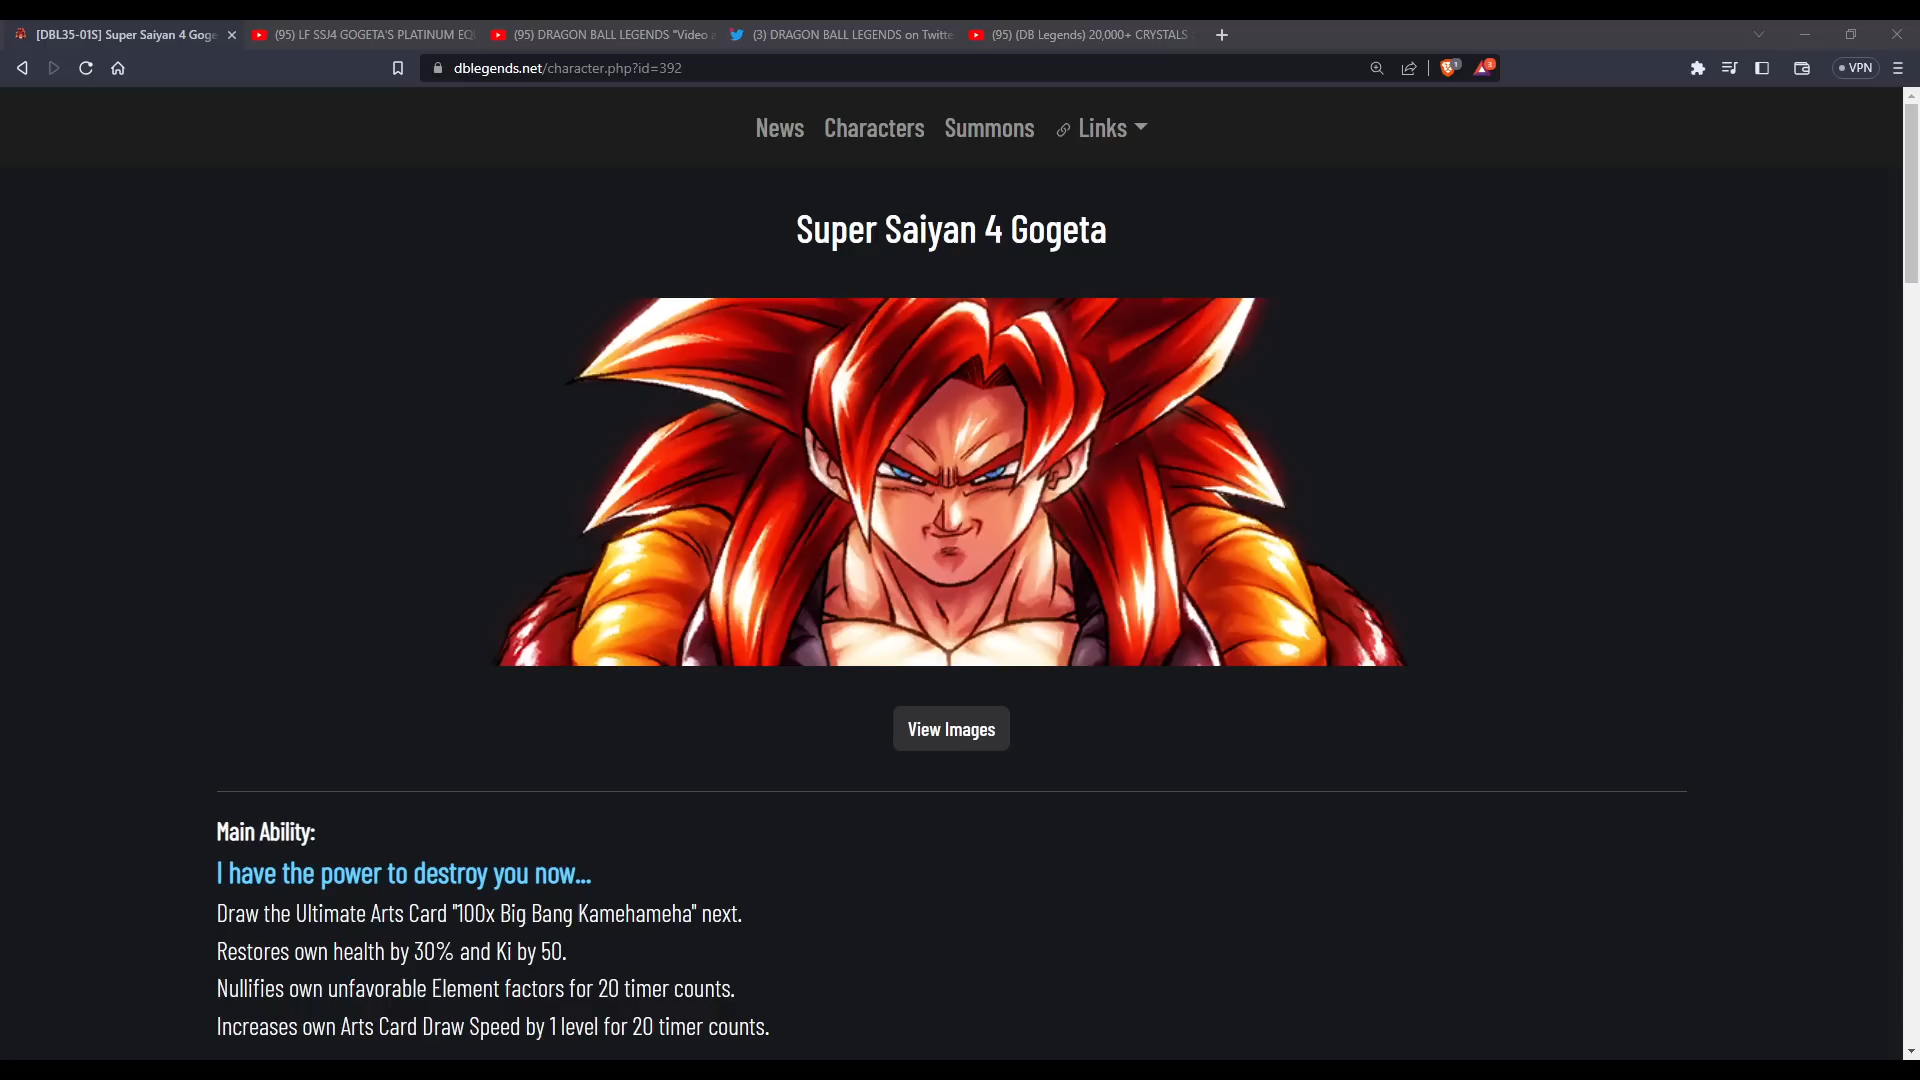 [DBL35-01S] Super Saiyan 4 Goge
(95) LF SSJ4 GOGETA'S PLATINUM EQ
(95) DRAGON BALL LEGENDS "Video
(3) DRAGON BALL LEGENDS on Twitte
(95) (DB Legends) 20,000+ CRYSTALS
dblegends.net/character.php?id=392
1
3
VPN
News
Characters
Summons
Links
Super Saiyan 4 Gogeta
View Images
Main Ability:
I have the power to destroy you now...
Draw the Ultimate Arts Card "100x Big Bang Kamehameha" next.
Restores own health by 30% and Ki by 50.
Nullifies own unfavorable Element factors for 20 timer counts.
Increases own Arts Card Draw Speed by 1 level for 20 timer counts.